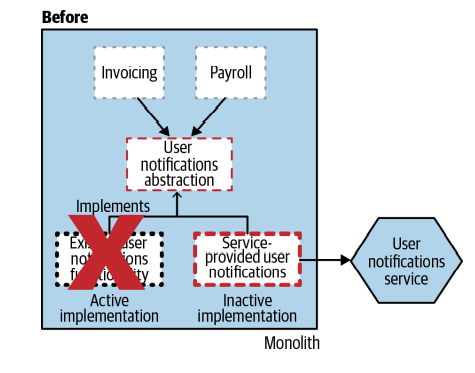 Before
Invoicing
Payroll
User
notifications
abstraction
Implements
user
Service-
provided user
notifications
User
notifications
service
Active
implementation
Inactive
implementation
Monolith